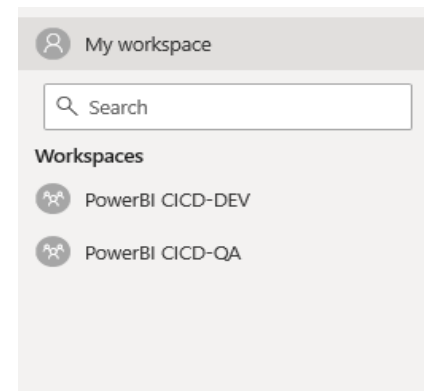 My workspace
Search
Workspaces
PowerBI CICD-DEV
PowerBI CICD-QA